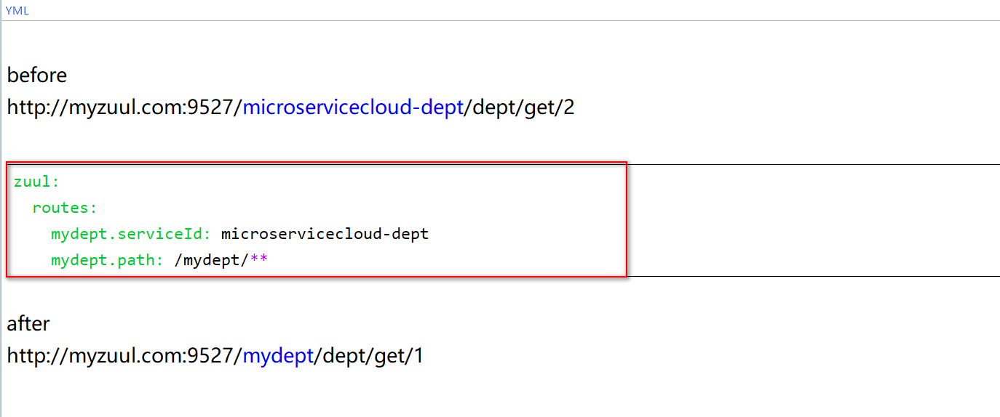 YML
before
http://myzuul.com:9527/microservicecloud-dept/dept/get/2
zuul:
  routes:
    mydept.serviceId: microservicecloud-dept
    mydept.path: /mydept/**
after
http://myzuul.com:9527/mydept/dept/get/1